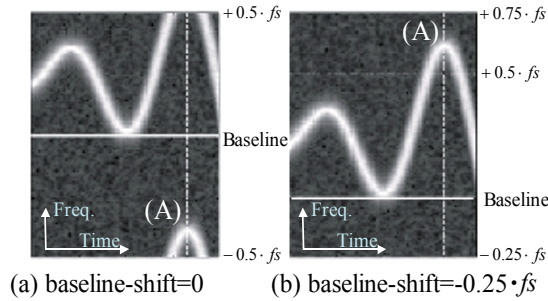 + 0.5 · fs
(A)
Baseline
Freq.
Time
− 0.5 · fs
(a) baseline-shift=0
+ 0.75 · fs
(A)
+ 0.5 · fs
Baseline
Freq.
Time
− 0.25 · fs
(b) baseline-shift=-0.25・fs